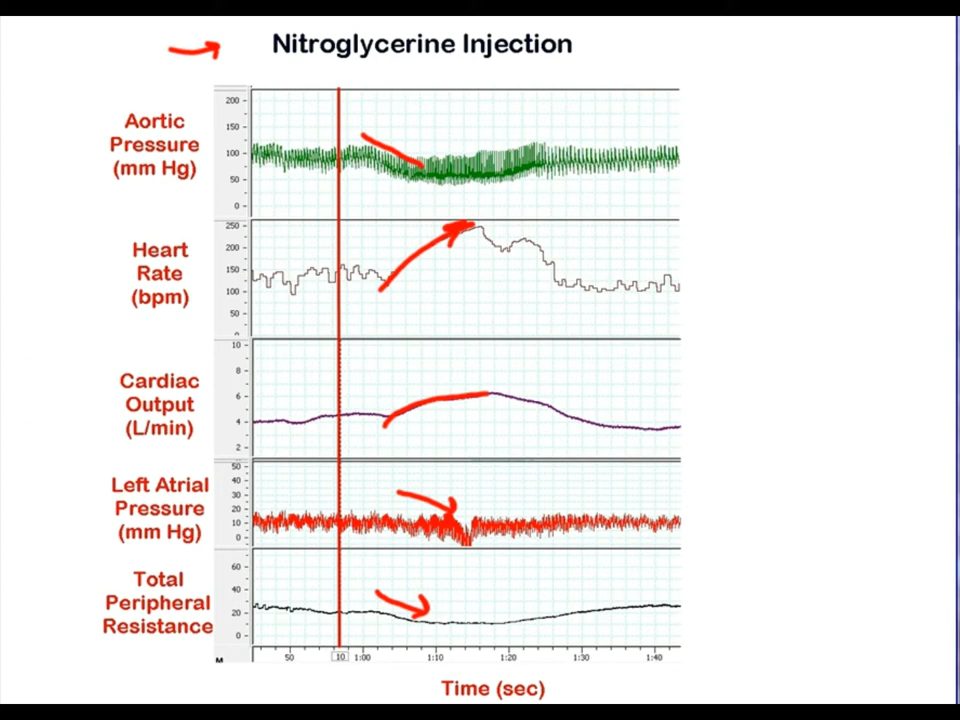 Nitroglycerine Injection
Aortic
Pressure
(mm Hg)
200
150
100
50
0
Heart
Rate
(bpm)
250
200
150
100
50
0
Cardiac
Output
(L/min)
10
8
6
4
2
Left Atrial
Pressure
(mm Hg)
50
40
30
20
10
0
Total
Peripheral
Resistance
60
40
20
0
M 50 10 1:00 1:10 1:20 1:30 1:40
Time (sec)